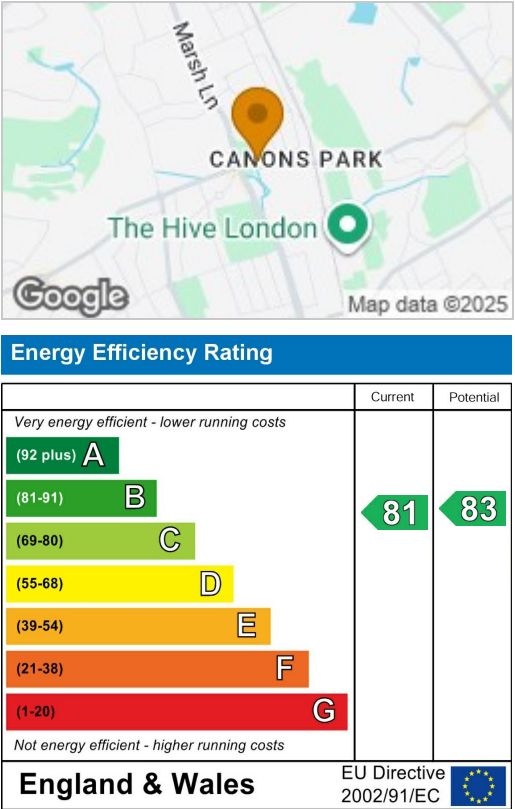 Marsh Ln
CANONS PARK
The Hive London
Google
Map data ©2025
Energy Efficiency Rating
Current Potential
Very energy efficient - lower running costs
(92 plus) A
(81-91) B
81 83
(69-80) C
(55-68) D
(39-54) E
(21-38) F
(1-20) G
Not energy efficient - higher running costs
England & Wales
EU Directive
2002/91/EC